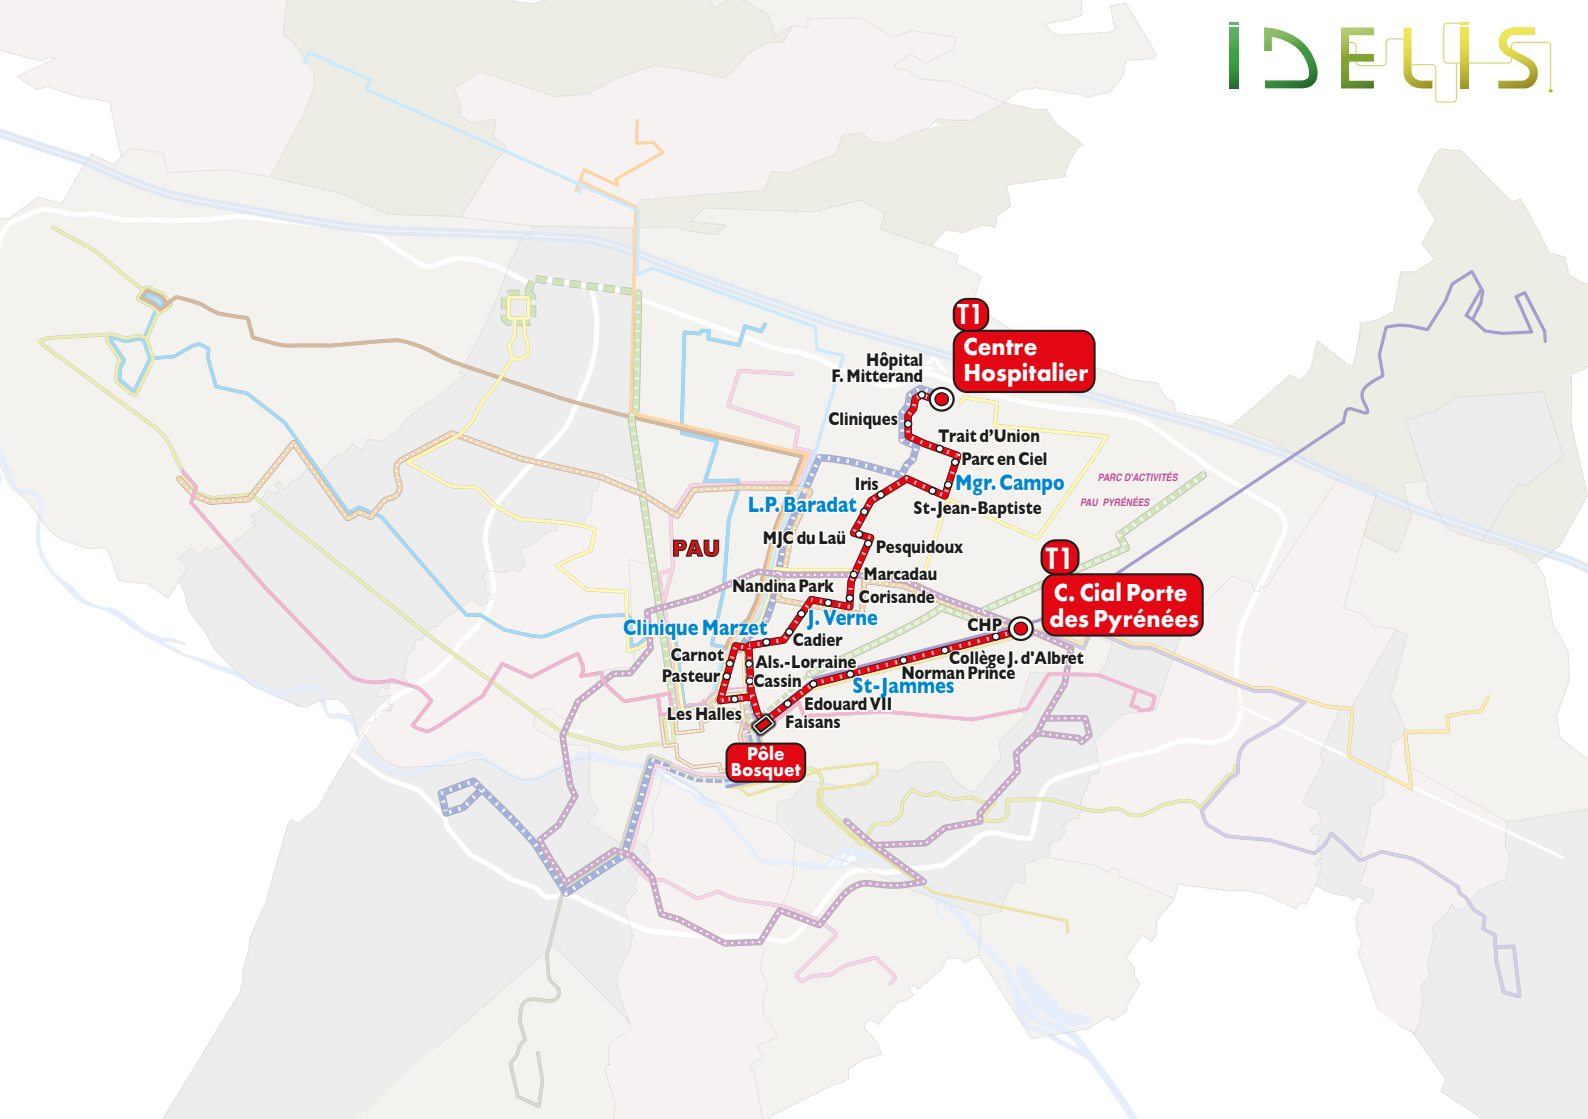 IDELIS
T1
Centre
Hospitalier
Hôpital
F. Mitterand
Cliniques
Trait d'Union
Parc en Ciel
PARC D'ACTIVITÉS
Mgr. Campo
Iris
L.P. Baradat
St-Jean-Baptiste
PAU PYRÉNÉES
MJC du Laü
PAU
Pesquidoux
T1
C. Cial Porte
des Pyrénées
Marcadau
Nandina Park
Corisande
J. Verne
Clinique Marzet
CHP
Cadier
Carnot
Als.-Lorraine
Collège J. d'Albret
Pasteur
Cassin
Norman Prince
St-Jammes
Edouard VII
Les Halles
Faisans
Pôle
Bosquet